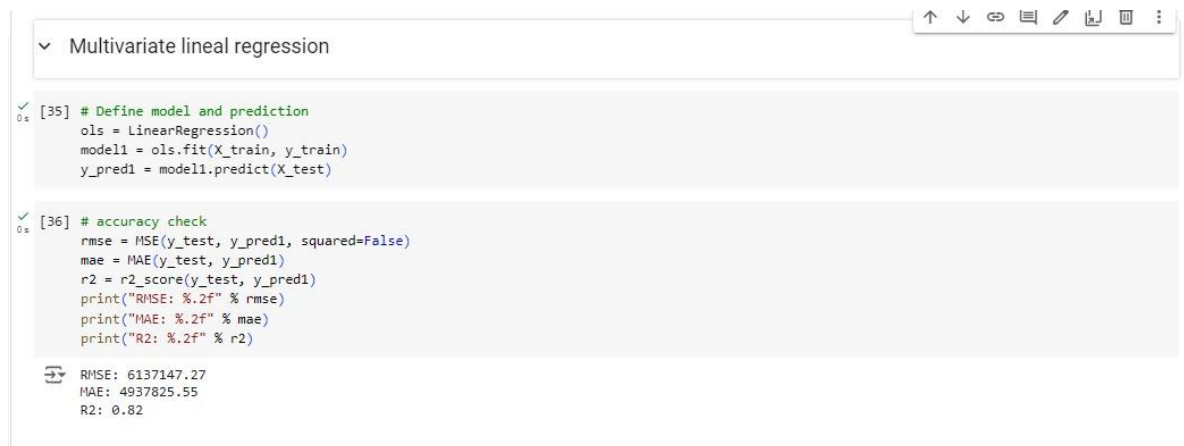 Multivariate lineal regression
[35] # Define model and prediction
ols = LinearRegression()
model1 = ols.fit(X_train, y_train)
y_pred1 = model1.predict(X_test)
0s
[36] # accuracy check
rmse = MSE(y_test, y_pred1, squared=False)
mae = MAE(y_test, y_pred1)
r2 = r2_score(y_test, y_pred1)
print("RMSE: %.2f" % rmse)
print("MAE: %.2f" % mae)
print("R2: %.2f" % r2)
0s
RMSE: 6137147.27
MAE: 4937825.55
R2: 0.82